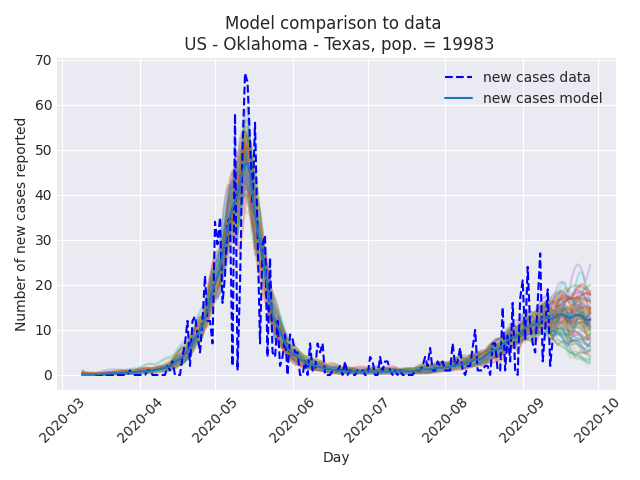 Model comparison to data
US - Oklahoma - Texas, pop. = 19983
new cases data
new cases model
Number of new cases reported
70
60
50
40
30
20
10
0
2020-03
2020-04
2020-05
2020-06
2020-07
2020-08
2020-09
2020-10
Day